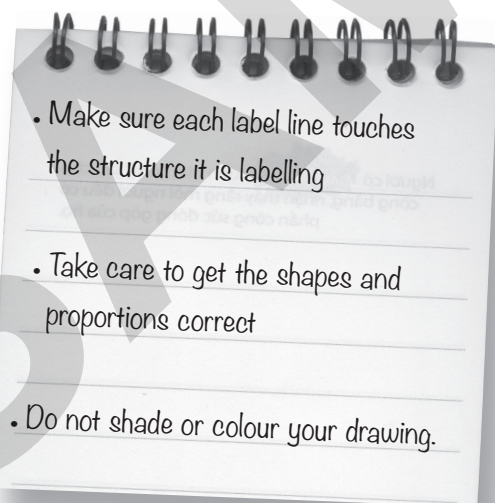 • Make sure each label line touches
the structure it is labelling
• Take care to get the shapes and
proportions correct
• Do not shade or colour your drawing.